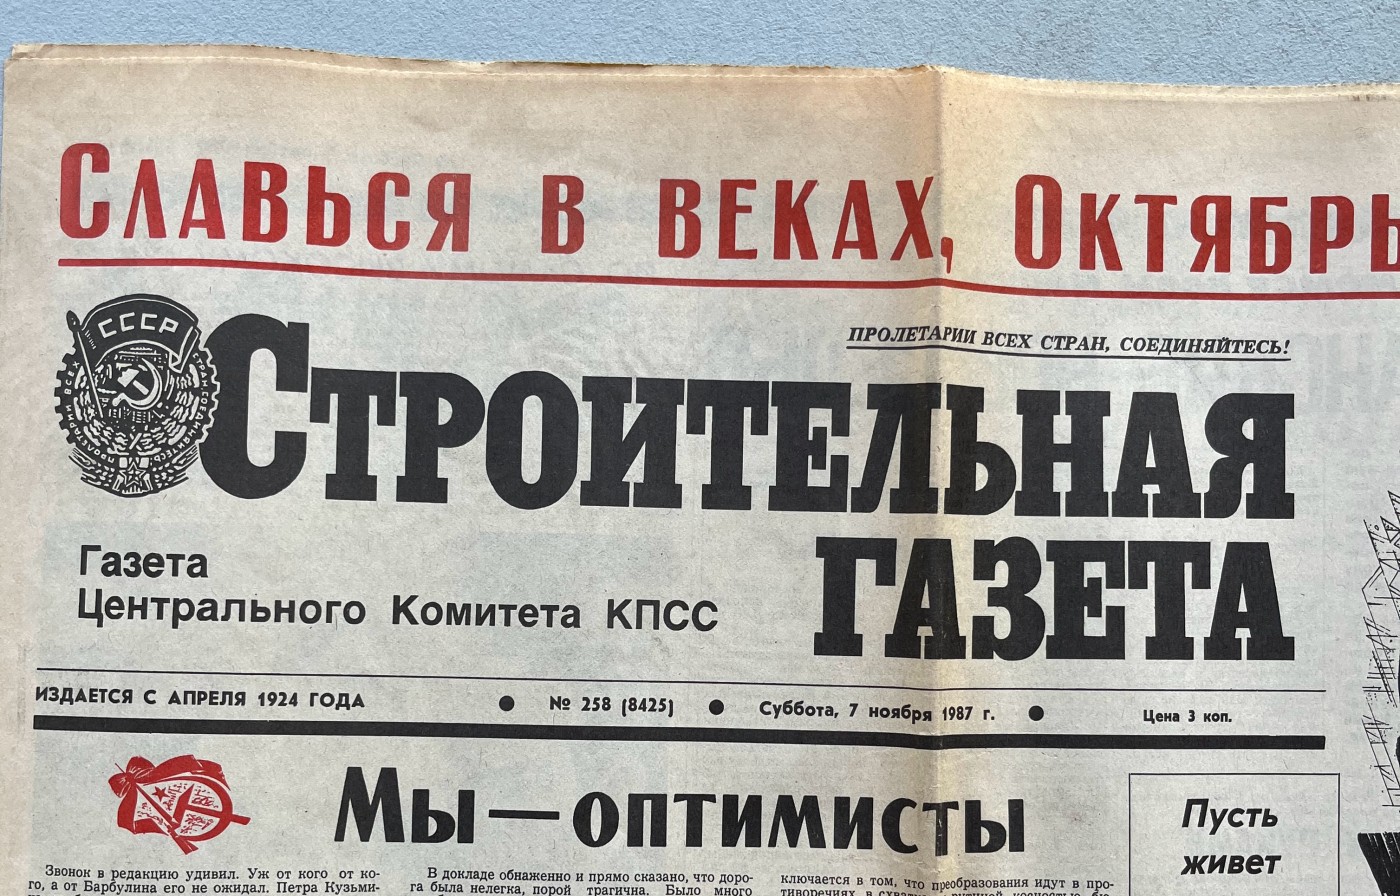 Славься в веках, Октябрь
СССР
ПРОЛЕТАРИИ ВСЕХ СТРАН, СОЕДИНЯЙТЕСЬ!
Строительная
газета
Газета
Центрального Комитета КПСС
ИЗДАЕТСЯ С АПРЕЛЯ 1924 ГОДА ● № 258 (8425) ● Суббота, 7 ноября 1987 г. ● Цена 3 коп.
Мы — оптимисты
Звонок в редакцию удивил. Уж от кого от ко-
го, а от Барбулина его не ожидал. Петра Кузьми-
В докладе обнаженно и прямо сказано, что доро-
га была нелегка, порой трагична. Было много
ключается в том, что преобразования идут в про-
Пусть
живет